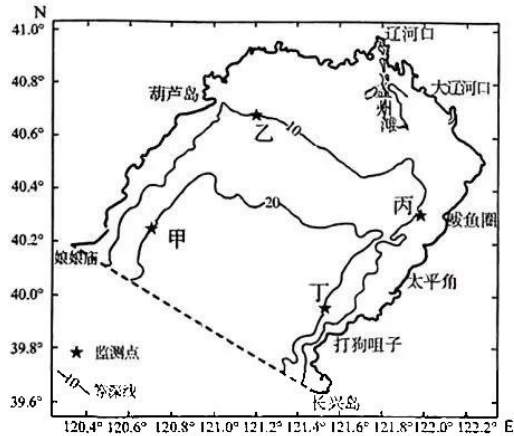 N
辽河口
41.0°
大辽河口
葫芦岛
盖州滩
40.8°
乙
10
40.6°
40.4°
20
丙
鲅鱼圈
甲
40.2°
娘娘庙
太平角
40.0°
丁
打狗咀子
39.8°
监测点
10 等深线
长兴岛
39.6°
120.4° 120.6° 120.8° 121.0° 121.2° 121.4° 121.6° 121.8° 122.0° 122.2° E